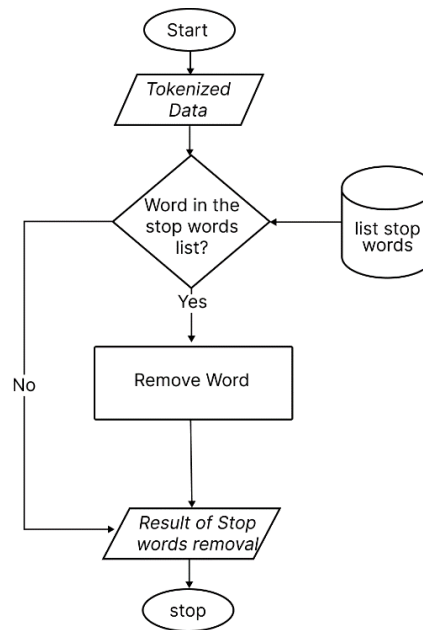 Start
Tokenized
Data
Word in the
stop words
list?
list stop
words
Yes
Remove Word
No
Result of Stop
words removal
stop